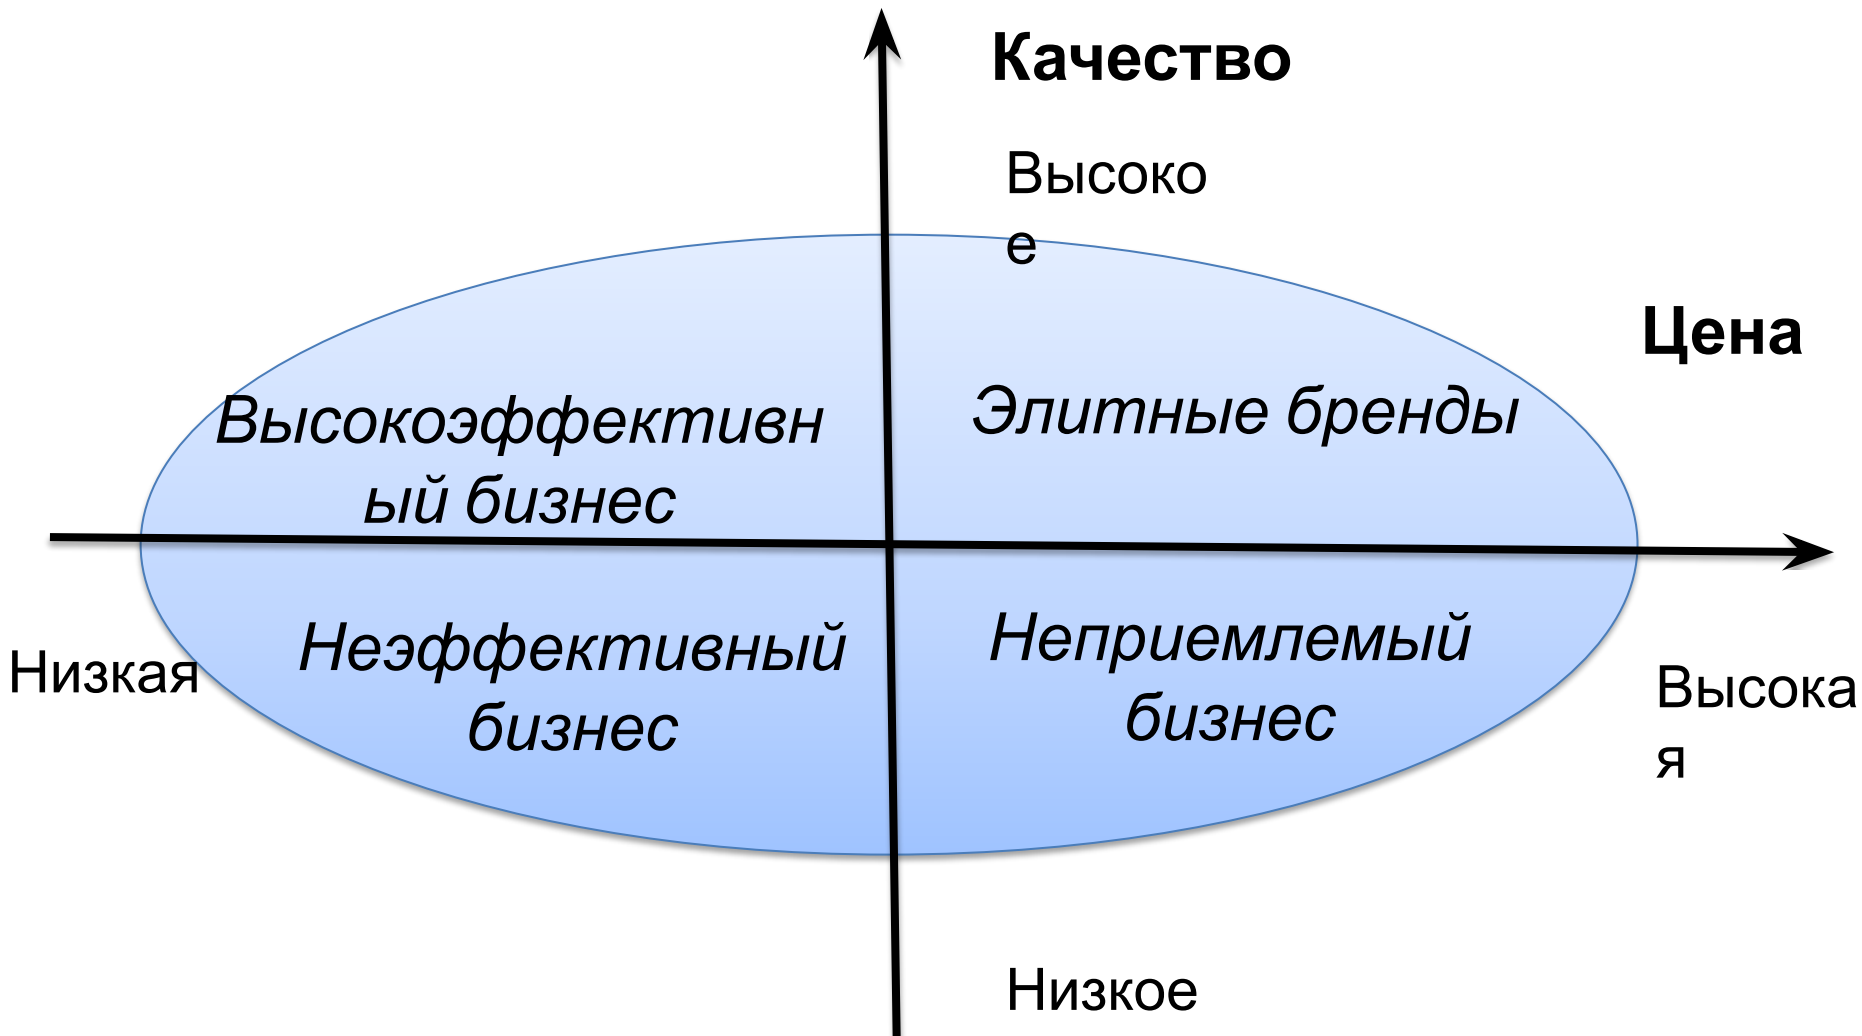 Качество
Высоко
е
Цена
Высокоэффективн
ый бизнес
Элитные бренды
Низкая
Неэффективный
бизнес
Неприемлемый
бизнес
Высока
я
Низкое